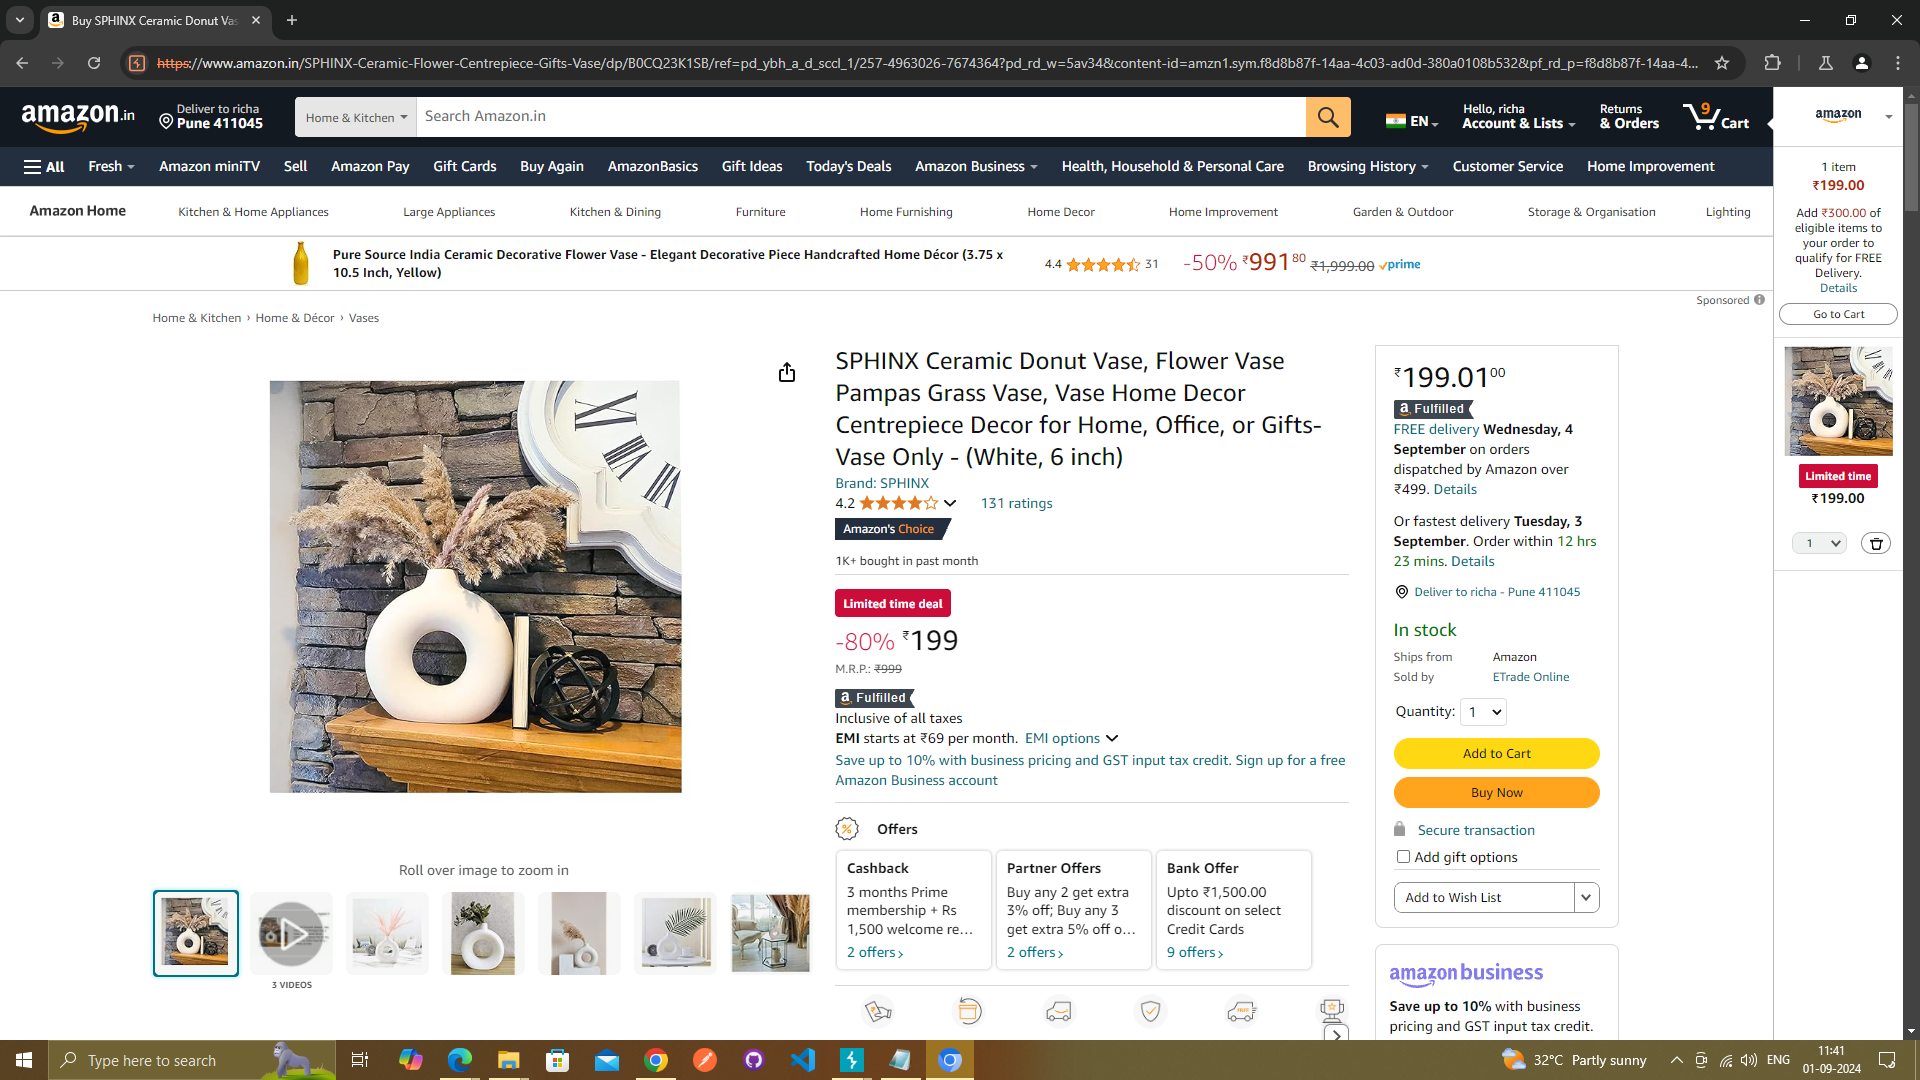 Buy SPHINX Ceramic Donut Vas
https://www.amazon.in/SPHINX-Ceramic-Flower-Centrepiece-Gifts-Vase/dp/B0CQ23K1SB/ref=pd_ybh_a_d_sccl_1/257-4963026-7674364?pd_rd_w=5av34&content-id=amzn1.sym.f8d8b87f-14aa-4c03-ad0d-380a0108b532&pf_rd_p=f8d8b87f-14aa-4...
amazon.in
Deliver to richa
Pune 411045
Home & Kitchen
Search Amazon.in
EN
Hello, richa
Account & Lists
Returns
& Orders
9
Cart
All
Fresh
Amazon miniTV
Sell
Amazon Pay
Gift Cards
Buy Again
AmazonBasics
Gift Ideas
Today's Deals
Amazon Business
Health, Household & Personal Care
Browsing History
Customer Service
Home Improvement
Amazon Home
Kitchen & Home Appliances
Large Appliances
Kitchen & Dining
Furniture
Home Furnishing
Home Decor
Home Improvement
Garden & Outdoor
Storage & Organisation
Lighting
Pure Source India Ceramic Decorative Flower Vase - Elegant Decorative Piece Handcrafted Home Décor (3.75 x
10.5 Inch, Yellow)
4.4
31
-50% ₹991 80 ₹1,999.00 prime
Sponsored
Home & Kitchen › Home & Décor › Vases
SPHINX Ceramic Donut Vase, Flower Vase
Pampas Grass Vase, Vase Home Decor
Centrepiece Decor for Home, Office, or Gifts-
Vase Only - (White, 6 inch)
Brand: SPHINX
4.2
131 ratings
Amazon's Choice
1K+ bought in past month
Limited time deal
-80% ₹199
M.R.P.: ₹999
a Fulfilled
Inclusive of all taxes
EMI starts at ₹69 per month. EMI options
Save up to 10% with business pricing and GST input tax credit. Sign up for a free
Amazon Business account
Offers
Cashback
3 months Prime
membership + Rs
1,500 welcome re…
2 offers›
Partner Offers
Buy any 2 get extra
3% off; Buy any 3
get extra 5% off o…
2 offers›
Bank Offer
Upto ₹1,500.00
discount on select
Credit Cards
9 offers›
Roll over image to zoom in
3 VIDEOS
₹199.01 00
a Fulfilled
FREE delivery Wednesday, 4
September on orders
dispatched by Amazon over
₹499. Details
Or fastest delivery Tuesday, 3
September. Order within 12 hrs
23 mins. Details
Deliver to richa - Pune 411045
In stock
Ships from
Amazon
Sold by
ETrade Online
Quantity: 1
Add to Cart
Buy Now
Secure transaction
Add gift options
Add to Wish List
amazon business
Save up to 10% with business
pricing and GST input tax credit.
amazon
1 item
₹199.00
Add ₹300.00 of
eligible items to
your order to
qualify for FREE
Delivery.
Details
Go to Cart
Limited time
₹199.00
1
Type here to search
32°C Partly sunny
ENG
11:41
01-09-2024